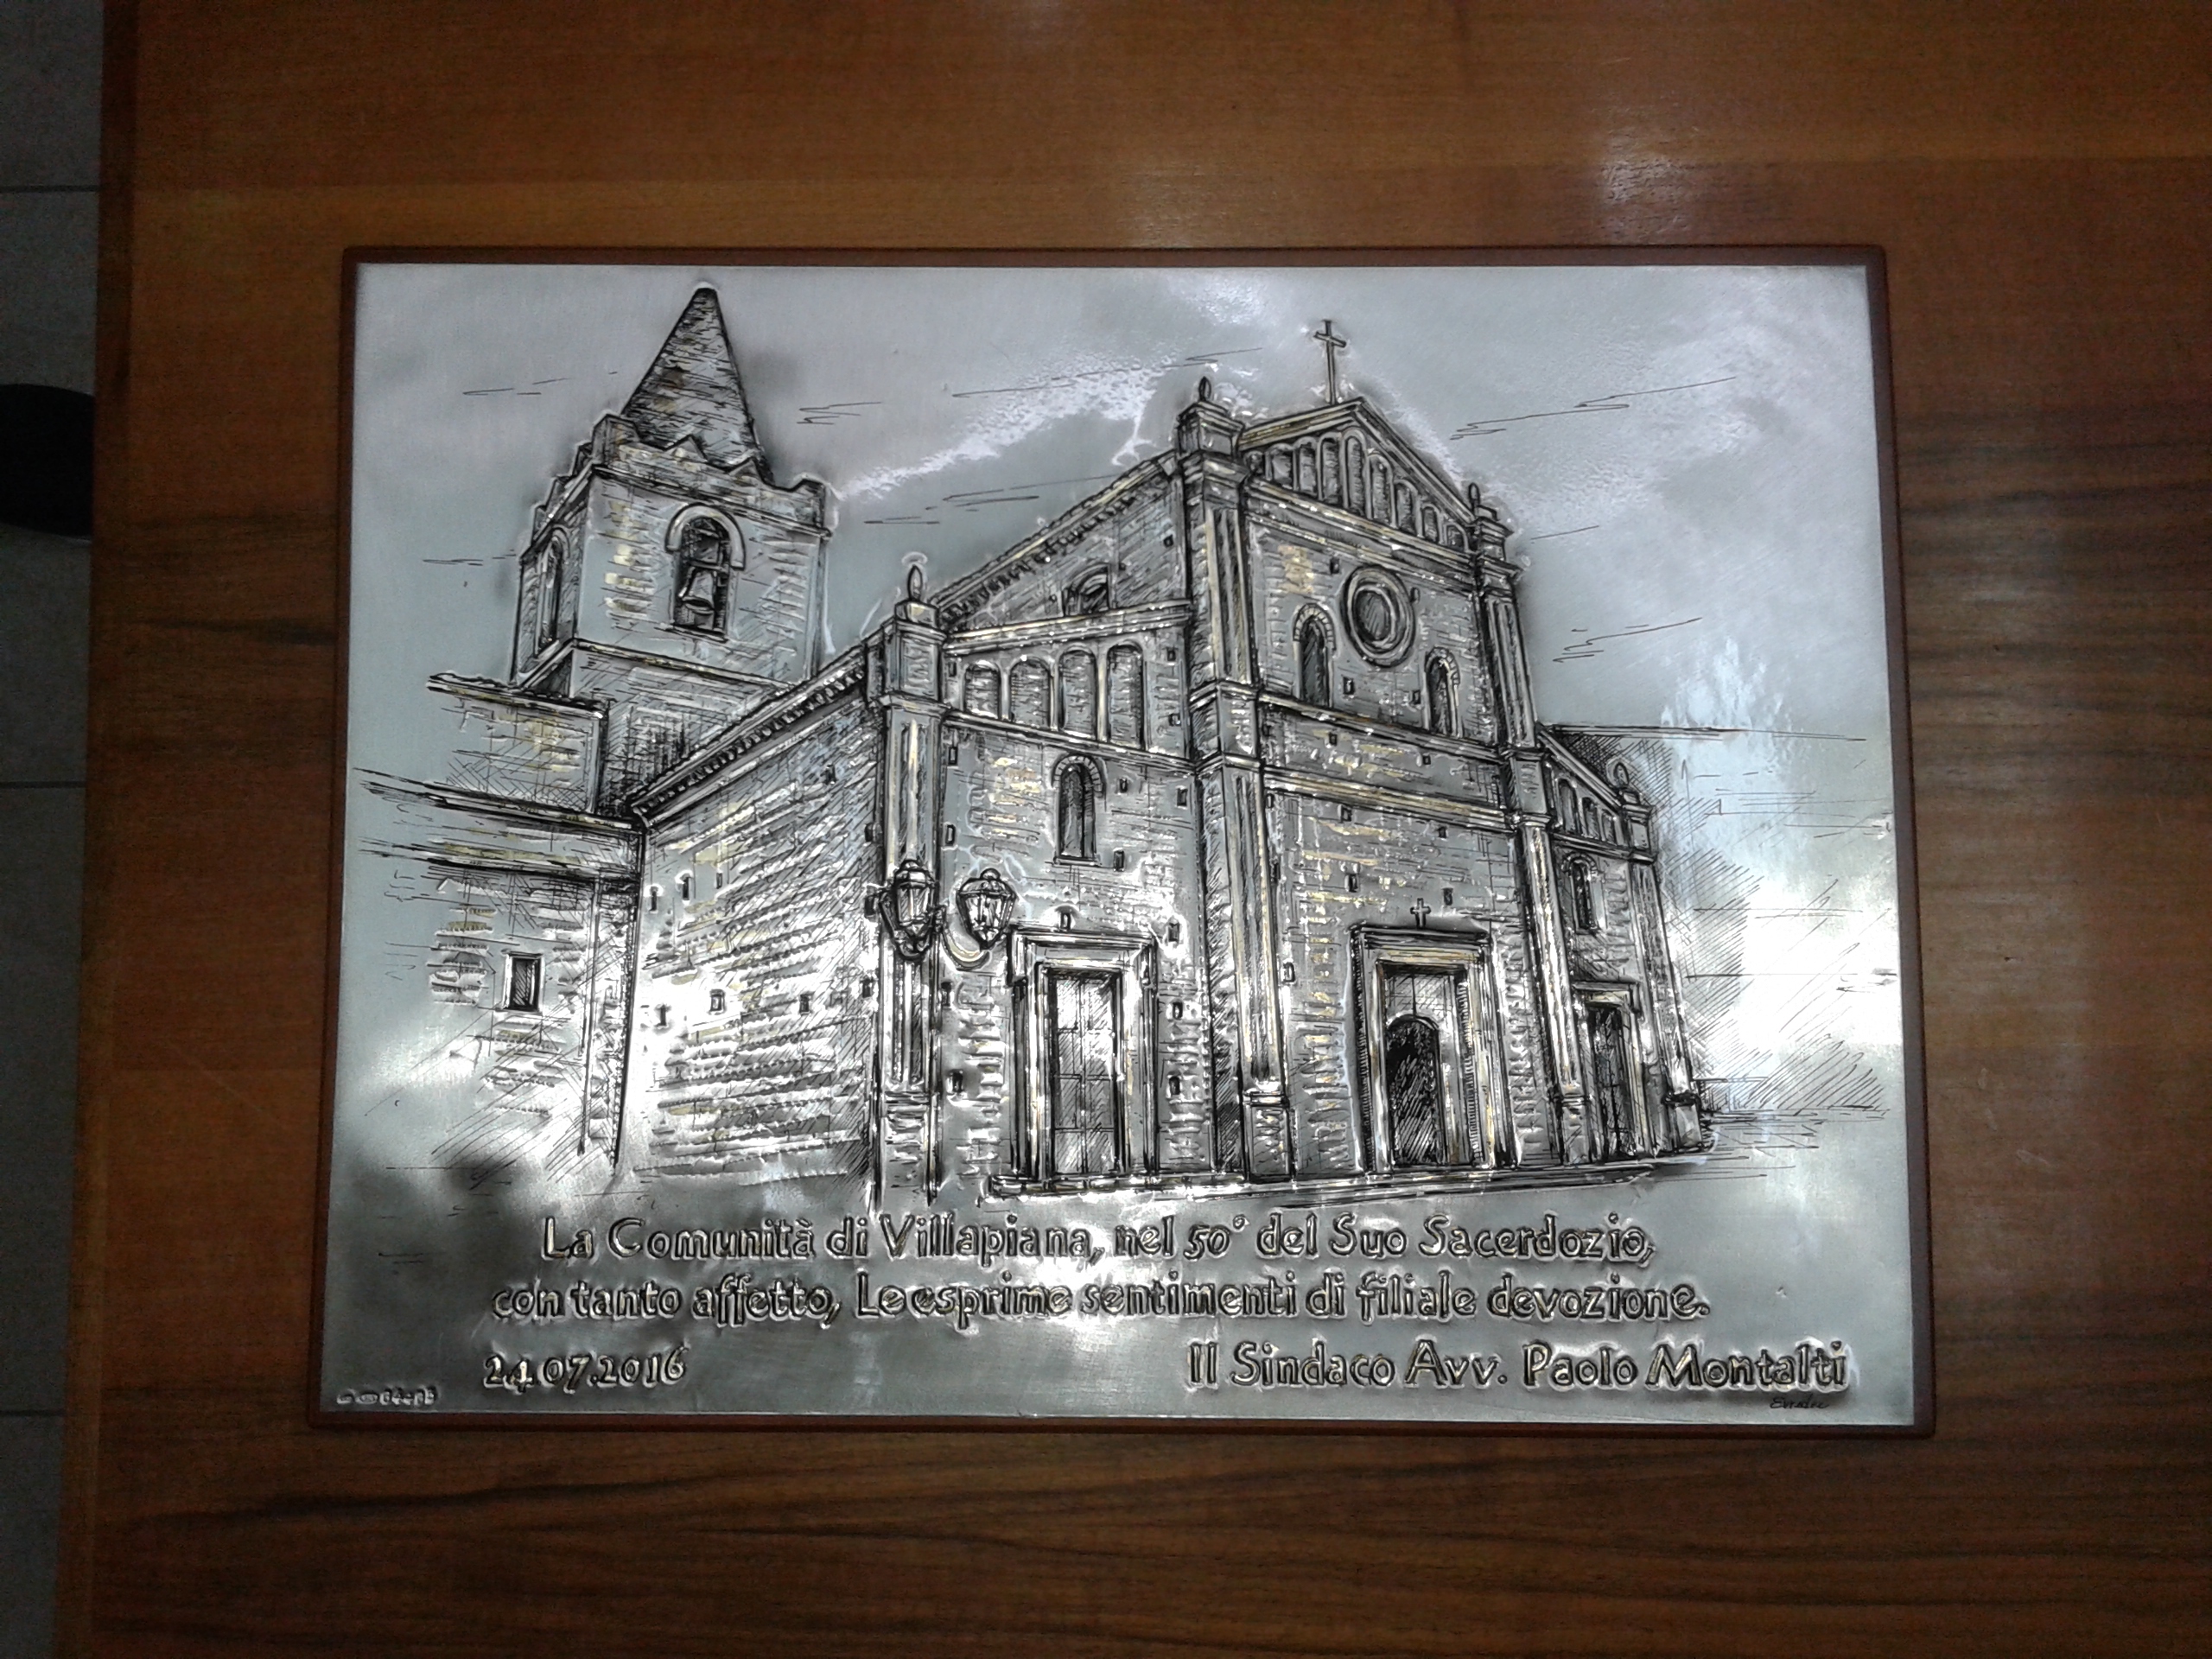 La Comunità di Villapiana, nel 50° del Suo Sacerdozio,
con tanto affetto, Le esprime sentimenti di filiale devozione.
24.07.2016
Il Sindaco Avv. Paolo Montalti